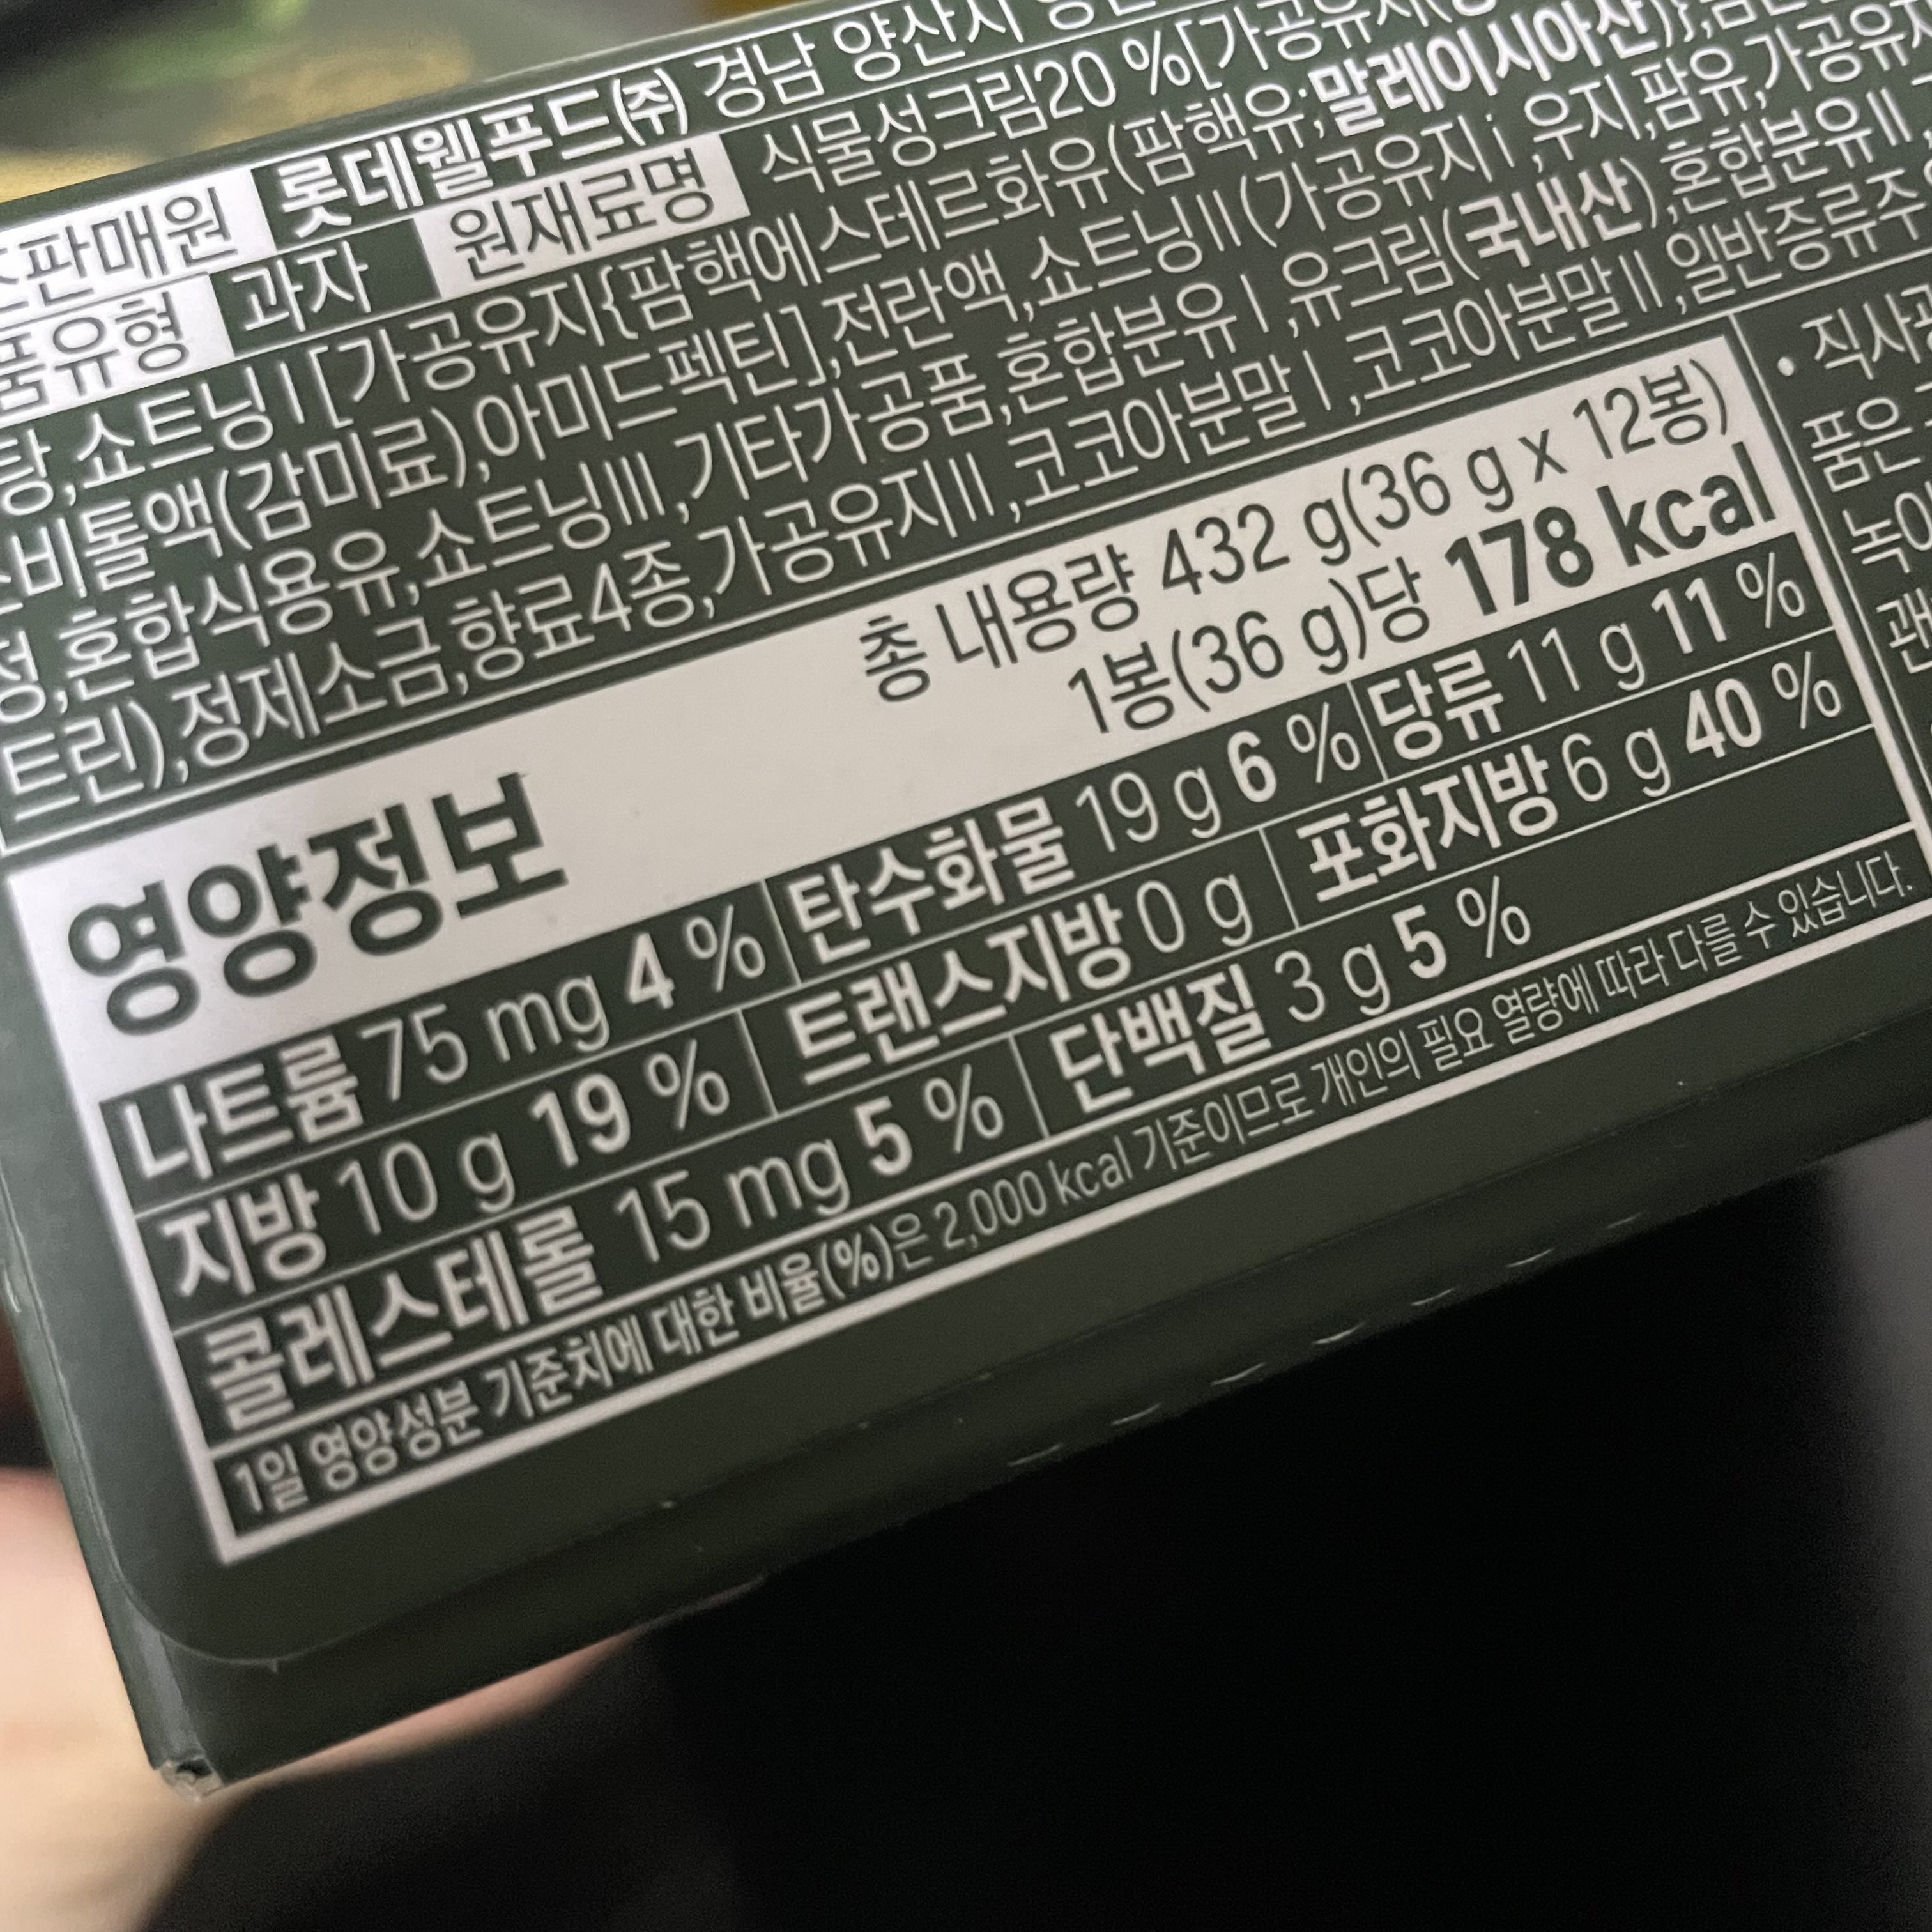 판매원 롯데웰푸드(주) 경남 양산시
품유형 과자 원재료명 식물성크림20 %[가공유지
탕,쇼트닝I[가공유지{팜핵에스테르화유(팜핵유;말레이시아산)},
비톨액(감미료),아미드펙틴],전란액,쇼트닝II(가공유지i,우지,팜유,가공유지
정,혼합식용유,쇼트닝III,기타가공품,혼합분유I,유크림(국내산),혼합분유II,
트린),정제소금,향료4종,가공유지II,코코아분말I,코코아분말II,일반증류주
• 직사광
품은
녹아
영양정보
총 내용량 432 g(36 g x 12봉)
1봉(36 g)당 178 kcal
나트륨 75 mg 4 % 탄수화물 19 g 6 % 당류 11 g 11 %
지방 10 g 19 % 트랜스지방 0 g 포화지방 6 g 40 %
콜레스테롤 15 mg 5 % 단백질 3 g 5 %
1일 영양성분 기준치에 대한 비율(%)은 2,000 kcal 기준이므로 개인의 필요 열량에 따라 다를 수 있습니다.